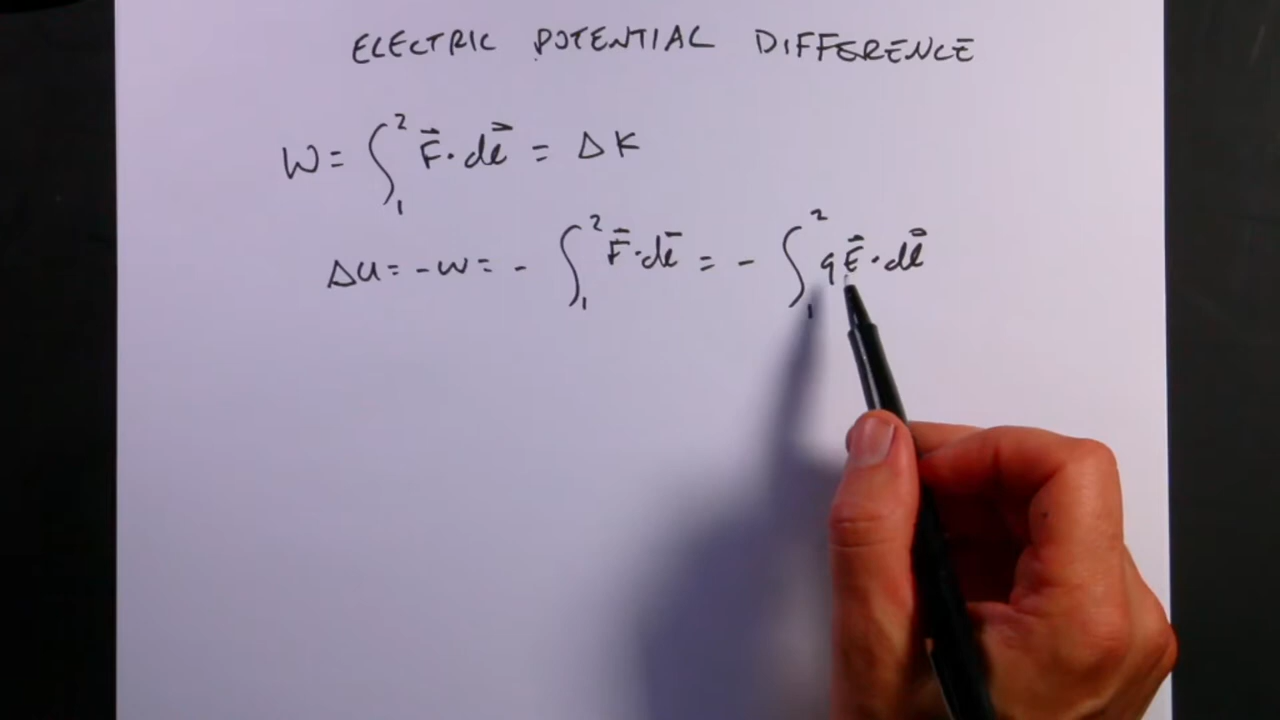 ELECTRIC POTENTIAL DIFFERENCE
W = ∫₁² F⃗ · dℓ⃗ = ΔK
ΔU = -W = - ∫₁² F⃗ · dℓ⃗ = - ∫₁² qE⃗ · dℓ⃗